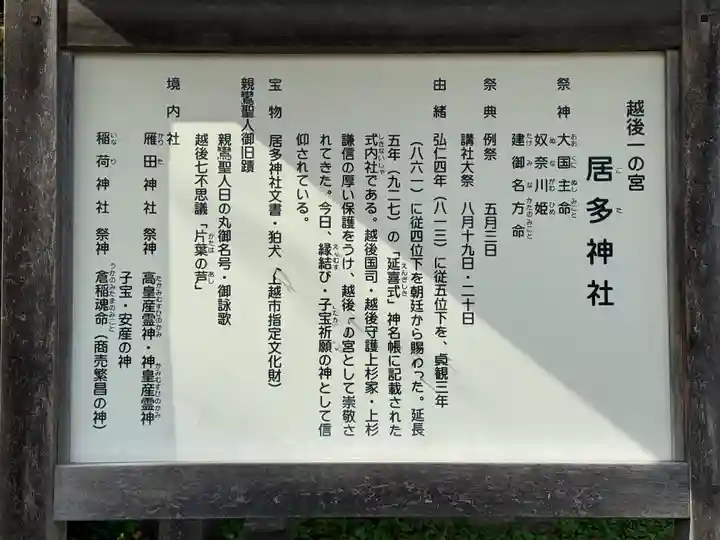 越後一の宮
居多神社
祭神 大国主命
奴奈川姫
建御名方命
祭典 例祭 五月三日
講社大祭 八月十九日・二十日
由緒 弘仁四年（八一三）に従五位下を、貞観三年
（八六一）に従四位下を朝廷から賜わった。延長
五年（九二七）の「延喜式」神名帳に記載された
式内社である。越後国司・越後守護上杉家・上杉
謙信の厚い保護をうけ、越後一の宮として崇敬さ
れてきた。今日、縁結び・子宝祈願の神として信
仰されている。
宝物 居多神社文書・狛犬（上越市指定文化財）
親鸞聖人御旧蹟
親鸞聖人日の丸御名号・御詠歌
越後七不思議「片葉の芦」
境内社
雁田神社 祭神 高皇産霊神・神皇産霊神
子宝・安産の神
稲荷神社 祭神 倉稲魂命（商売繁昌の神）